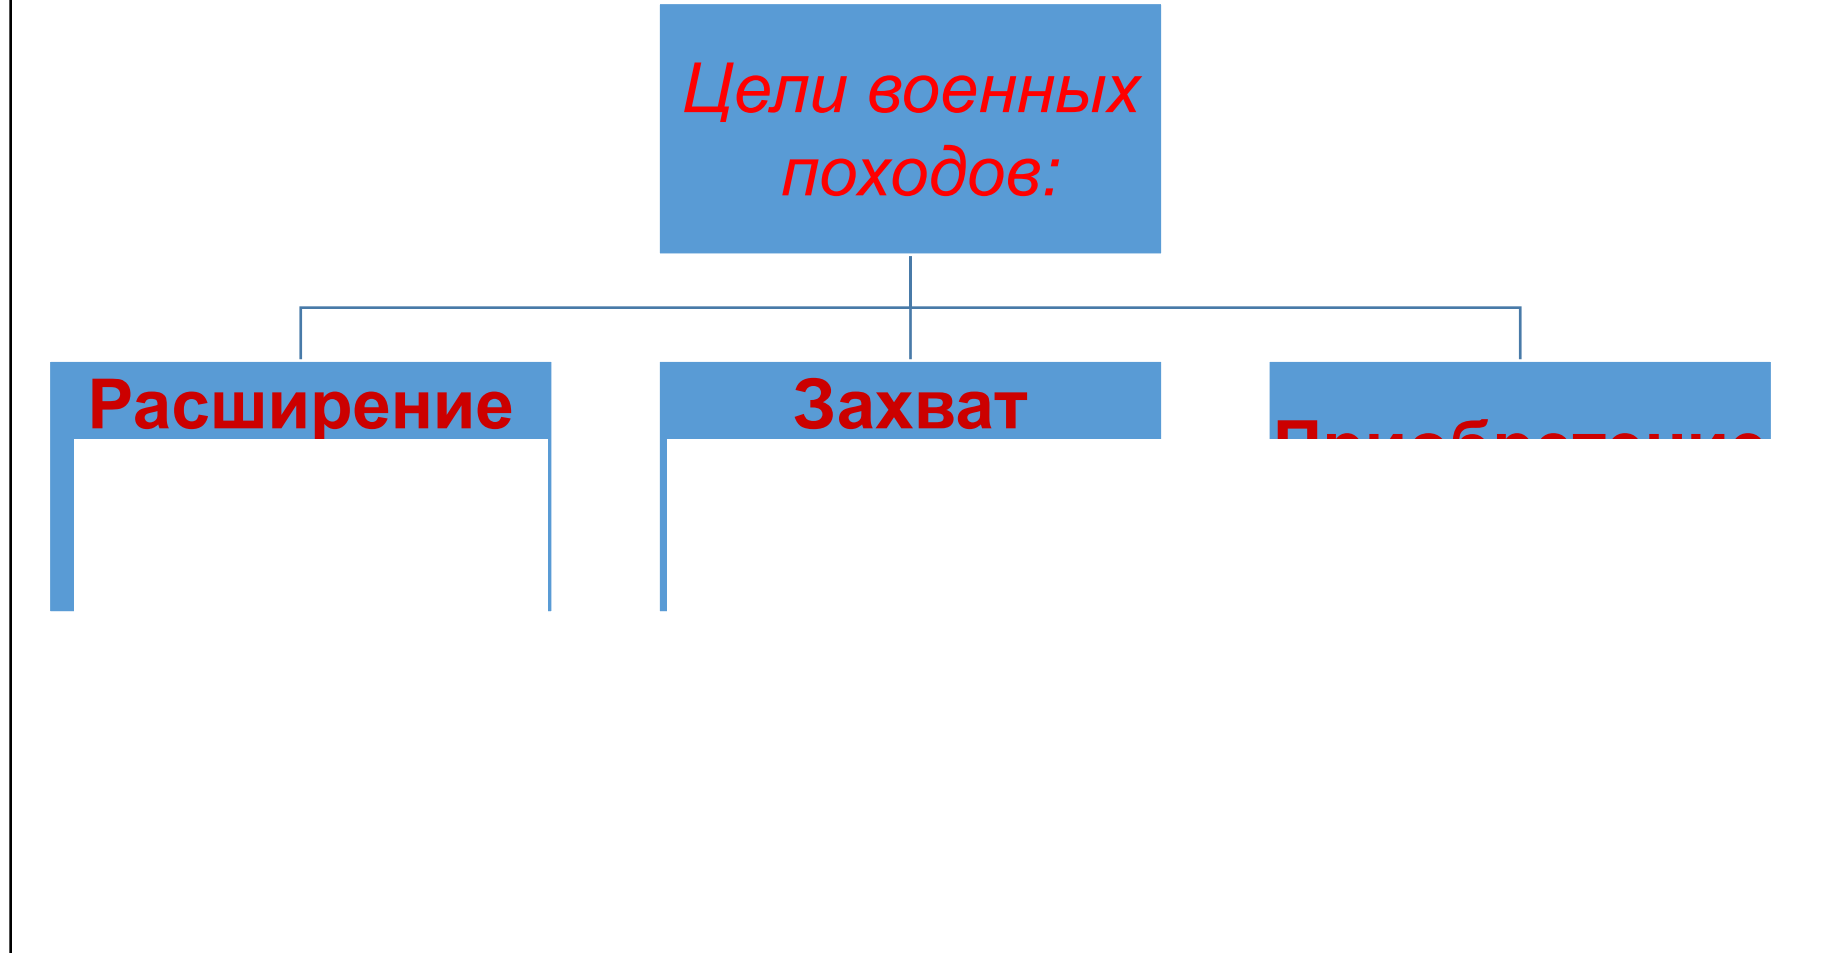 Цели военных
походов:
Расширение
Захват